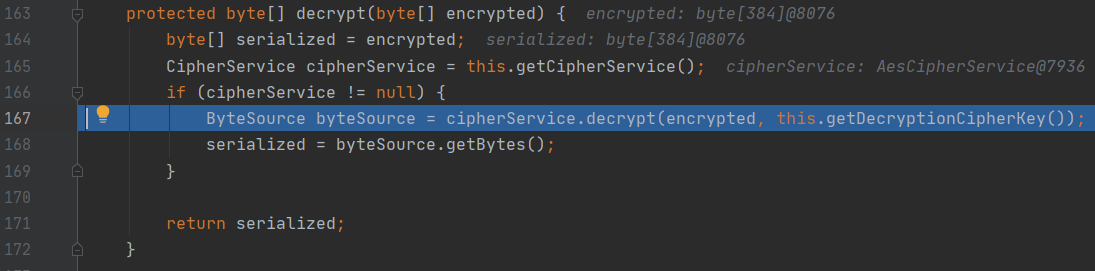 163 protected byte[] decrypt(byte[] encrypted) { encrypted: byte[384]@8076
164 byte[] serialized = encrypted; serialized: byte[384]@8076
165 CipherService cipherService = this.getCipherService(); cipherService: AesCipherService@7936
166 if (cipherService != null) {
167 ByteSource byteSource = cipherService.decrypt(encrypted, this.getDecryptionCipherKey());
168 serialized = byteSource.getBytes();
169 }
170
171 return serialized;
172 }